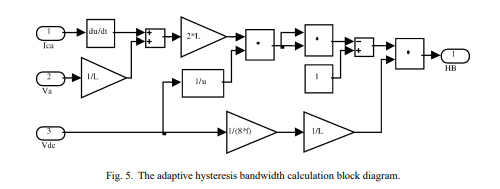 1
Ica
du/dt
+
+
2*L
*
*
−
+
*
1
HB
2
Va
1/L
1/u
1
3
Vdc
1/(8*f)
1/L
Fig. 5. The adaptive hysteresis bandwidth calculation block diagram.